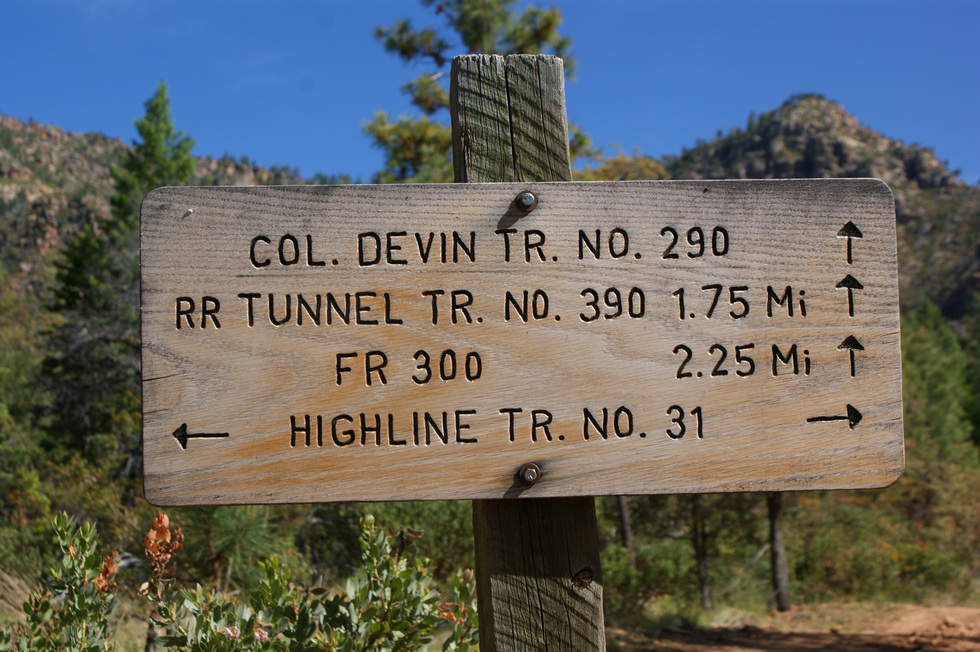 COL. DEVIN TR. NO. 290
RR TUNNEL TR. NO. 390 1.75 Mi
FR 300 2.25 Mi
HIGHLINE TR. NO. 31